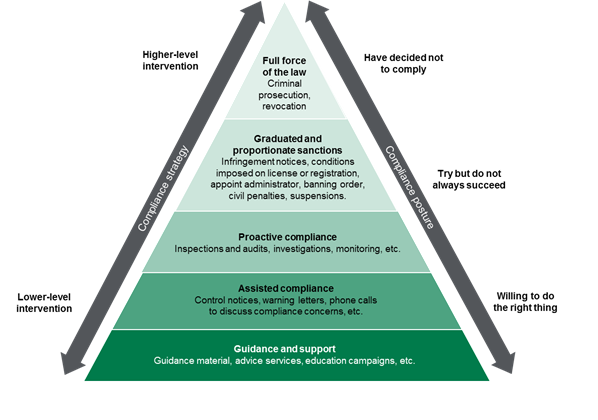 Higher-level
intervention
Full force
of the law
Criminal
prosecution,
revocation
Have decided not
to comply
Graduated and
proportionate sanctions
Infringement notices, conditions
imposed on license or registration,
appoint administrator, banning order,
civil penalties, suspensions.
Compliance strategy
Compliance posture
Try but do not
always succeed
Proactive compliance
Inspections and audits, investigations, monitoring, etc.
Lower-level
intervention
Assisted compliance
Control notices, warning letters, phone calls
to discuss compliance concerns, etc.
Willing to do
the right thing
Guidance and support
Guidance material, advice services, education campaigns, etc.